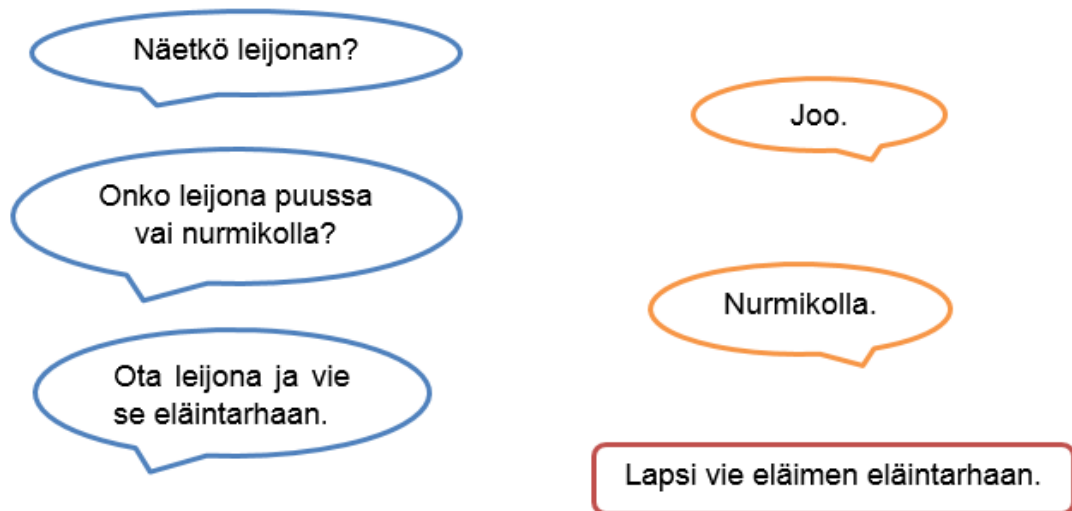 Näetkö leijonan?
Joo.
Onko leijona puussa
vai nurmikolla?
Nurmikolla.
Ota leijona ja vie
se eläintarhaan.
Lapsi vie eläimen eläintarhaan.